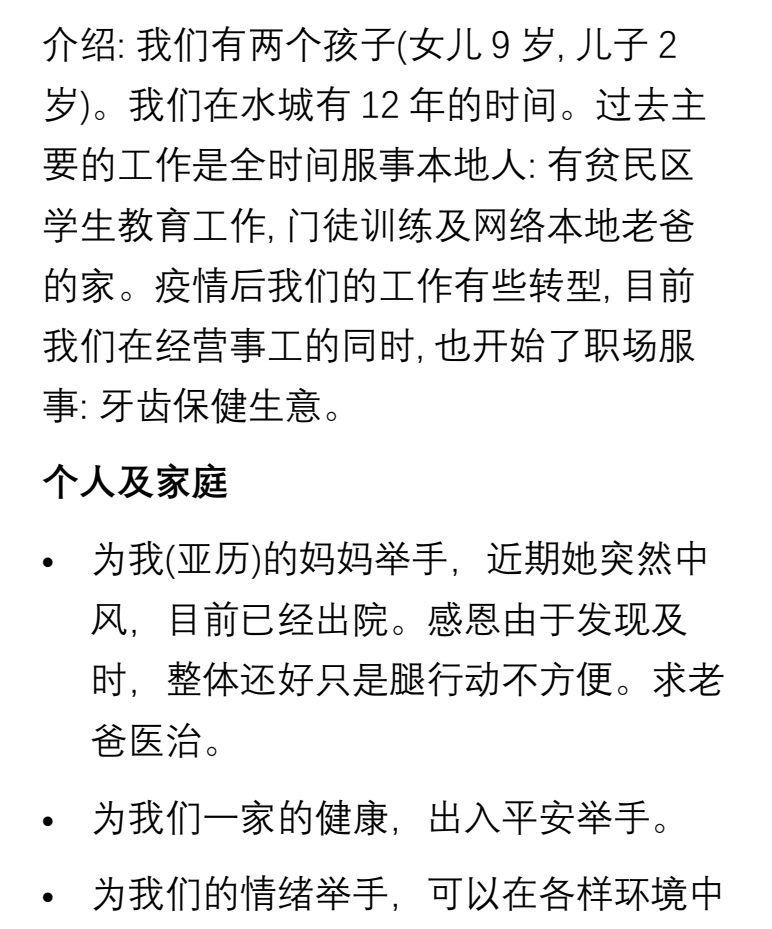 介绍: 我们有两个孩子(女儿 9 岁, 儿子 2
岁)。我们在水城有 12 年的时间。过去主
要的工作是全时间服事本地人: 有贫民区
学生教育工作, 门徒训练及网络本地老爸
的家。疫情后我们的工作有些转型, 目前
我们在经营事工的同时, 也开始了职场服
事: 牙齿保健生意。
个人及家庭
• 为我(亚历)的妈妈举手，近期她突然中
风，目前已经出院。感恩由于发现及
时，整体还好只是腿行动不方便。求老
爸医治。
• 为我们一家的健康，出入平安举手。
• 为我们的情绪举手，可以在各样环境中